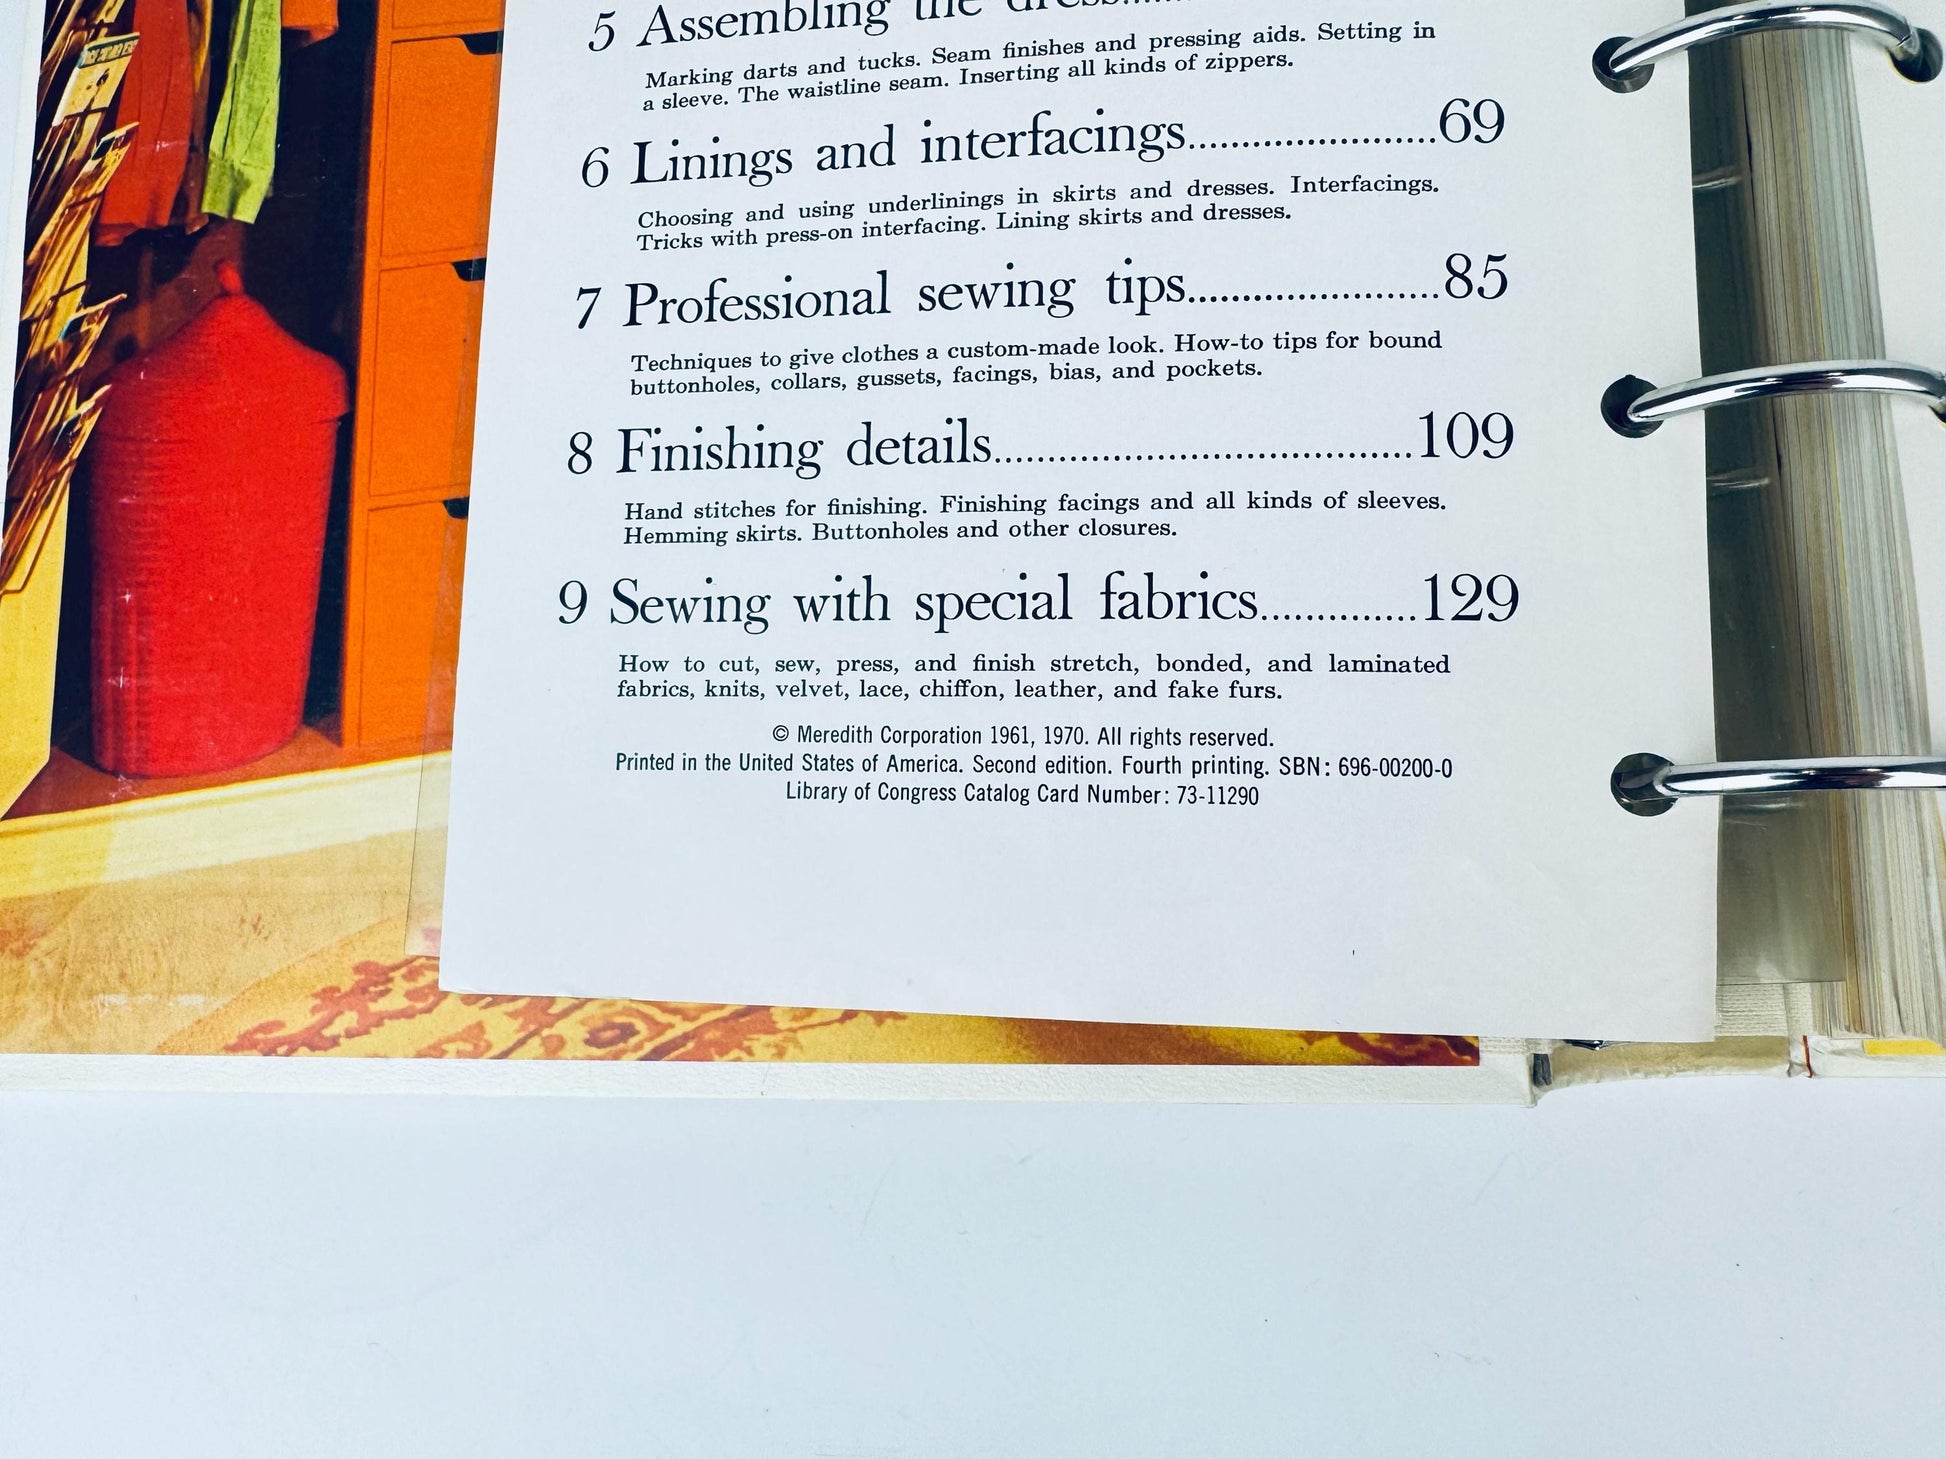 5 Assembling the dress........
Marking darts and tucks. Seam finishes and pressing aids. Setting in
a sleeve. The waistline seam. Inserting all kinds of zippers.
6 Linings and interfacings.......................69
Choosing and using underlinings in skirts and dresses. Interfacings.
Tricks with press-on interfacing. Lining skirts and dresses.
7 Professional sewing tips.......................85
Techniques to give clothes a custom-made look. How-to tips for bound
buttonholes, collars, gussets, facings, bias, and pockets.
8 Finishing details.......................................109
Hand stitches for finishing. Finishing facings and all kinds of sleeves.
Hemming skirts. Buttonholes and other closures.
9 Sewing with special fabrics..............129
How to cut, sew, press, and finish stretch, bonded, and laminated
fabrics, knits, velvet, lace, chiffon, leather, and fake furs.
© Meredith Corporation 1961, 1970. All rights reserved.
Printed in the United States of America. Second edition. Fourth printing. SBN: 696-00200-0
Library of Congress Catalog Card Number: 73-11290